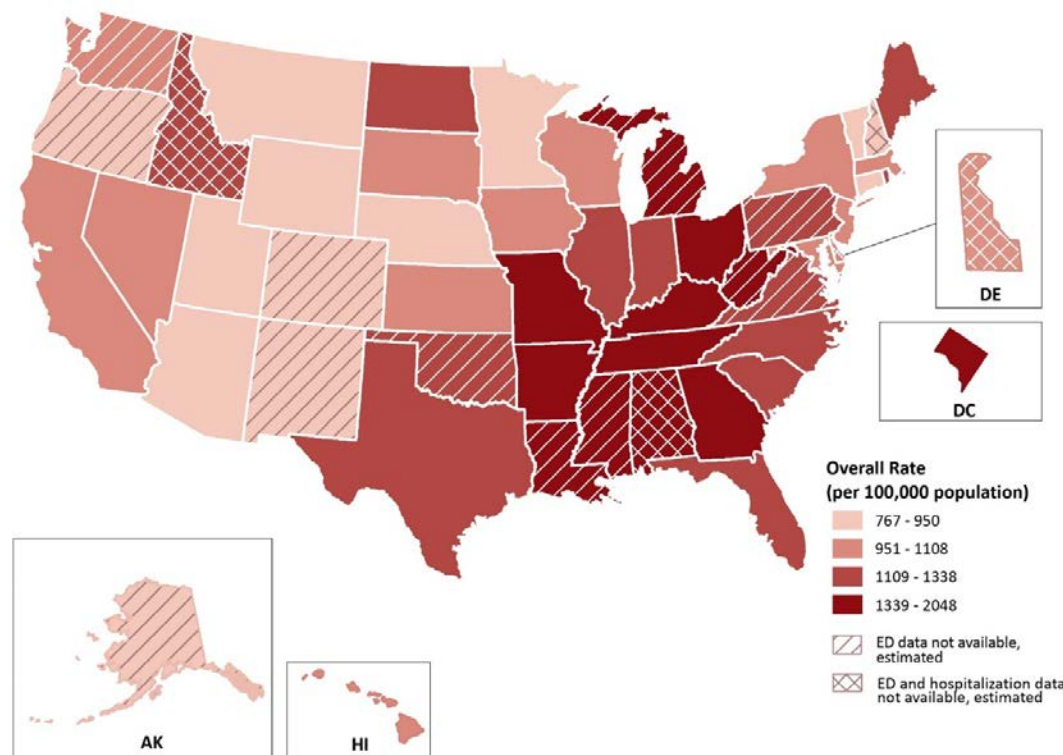 DE
DC
Overall Rate
(per 100,000 population)
767 - 950
951 - 1108
1109 - 1338
1339 - 2048
ED data not available,
estimated
ED and hospitalization data
not available, estimated
AK
HI